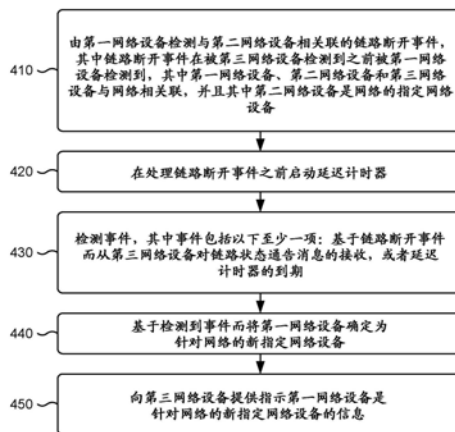 410
由第一网络设备检测与第二网络设备相关联的链路断开事件，
其中链路断开事件在被第三网络设备检测到之前被第一网络
设备检测到，其中第一网络设备、第二网络设备和第三网络
设备与网络相关联，并且其中第二网络设备是网络的指定网络
设备
420
在处理链路断开事件之前启动延迟计时器
430
检测事件，其中事件包括以下至少一项：基于链路断开事件
而从第三网络设备对链路状态通告消息的接收，或者延迟
计时器的到期
440
基于检测到事件而将第一网络设备确定为
针对网络的新指定网络设备
450
向第三网络设备提供指示第一网络设备是
针对网络的新指定网络设备的信息